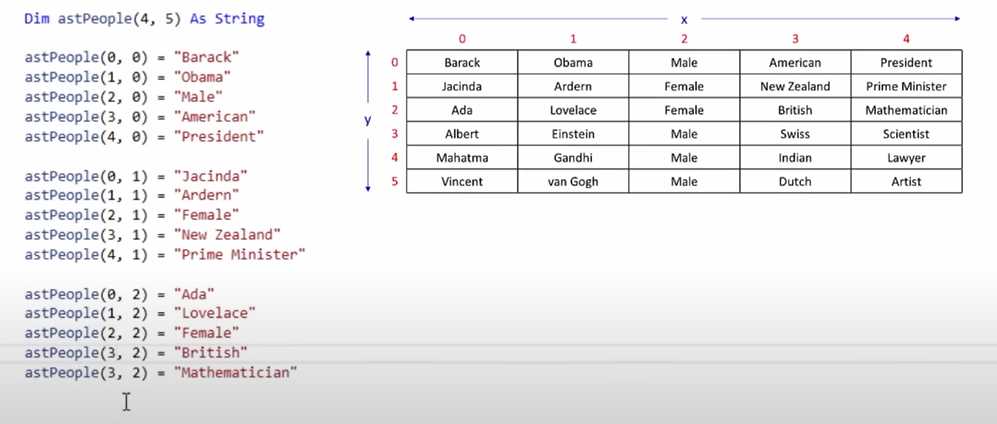 Dim astPeople(4, 5) As String
astPeople(0, 0) = "Barack"
astPeople(1, 0) = "Obama"
astPeople(2, 0) = "Male"
astPeople(3, 0) = "American"
astPeople(4, 0) = "President"
astPeople(0, 1) = "Jacinda"
astPeople(1, 1) = "Ardern"
astPeople(2, 1) = "Female"
astPeople(3, 1) = "New Zealand"
astPeople(4, 1) = "Prime Minister"
astPeople(0, 2) = "Ada"
astPeople(1, 2) = "Lovelace"
astPeople(2, 2) = "Female"
astPeople(3, 2) = "British"
astPeople(3, 2) = "Mathematician"
x
0 1 2 3 4
y
0 Barack Obama Male American President
1 Jacinda Ardern Female New Zealand Prime Minister
2 Ada Lovelace Female British Mathematician
3 Albert Einstein Male Swiss Scientist
4 Mahatma Gandhi Male Indian Lawyer
5 Vincent van Gogh Male Dutch Artist